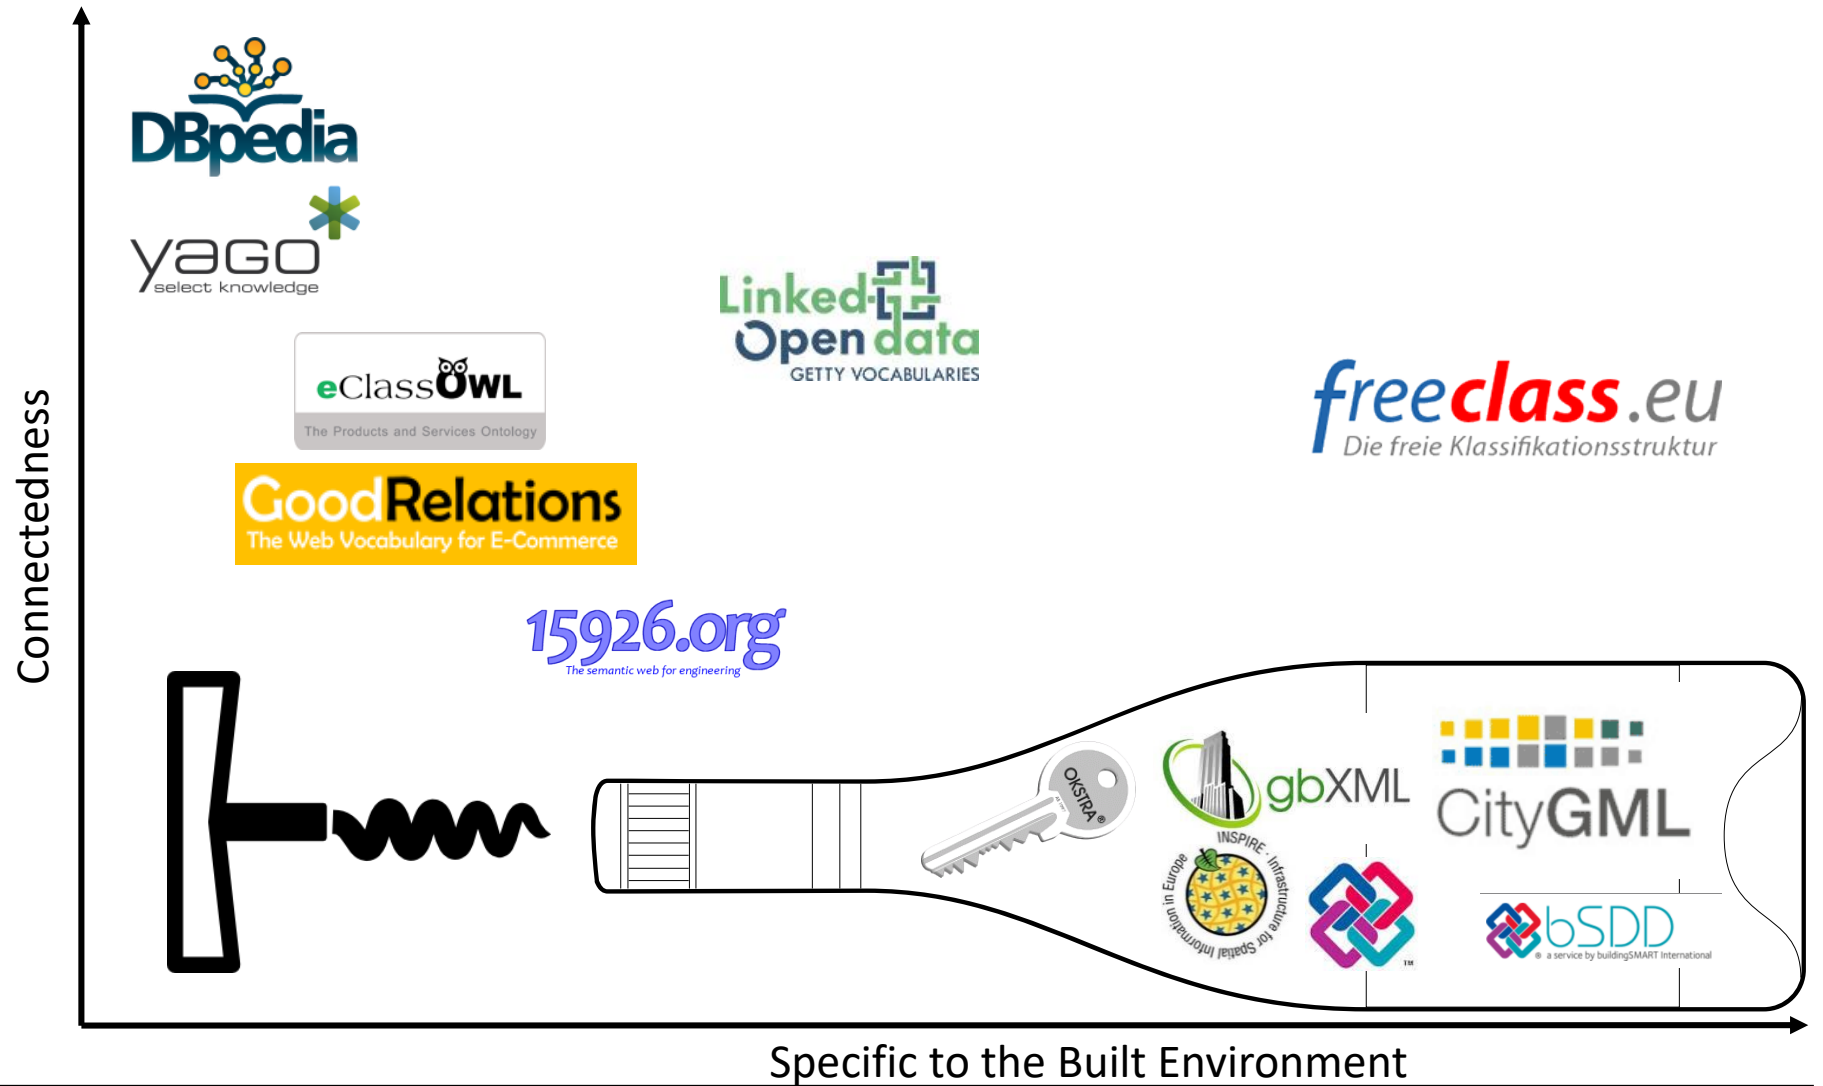 DBpedia
yago
select knowledge
Linked
Open data
GETTY VOCABULARIES
eClassOWL
The Products and Services Ontology
freeclass.eu
Die freie Klassifikationsstruktur
GoodRelations
The Web Vocabulary for E-Commerce
Connectedness
15926.org
The semantic web for engineering
OKSTRA ®
gbXML
CityGML
INSPIRE · Infrastructure for Spatial Information in Europe
TM
bSDD
® a service by buildingSMART International
Specific to the Built Environment